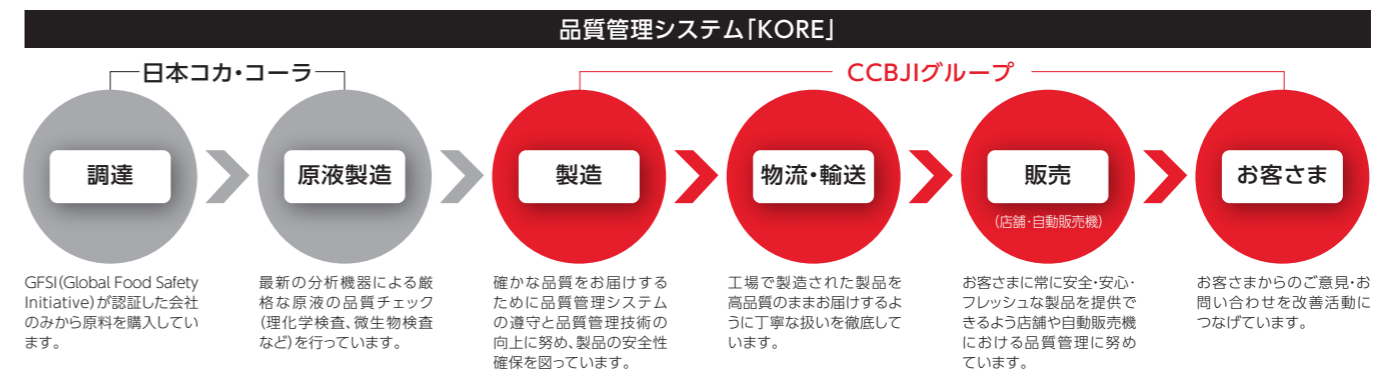 品質管理システム「KORE」
日本コカ・コーラ
CCBJIグループ
調達
原液製造
製造
物流・輸送
販売
(店舗・自動販売機)
お客さま
GFSI(Global Food Safety
Initiative)が認証した会社
のみから原料を購入してい
ます。
最新の分析機器による厳
格な原液の品質チェック
(理化学検査、微生物検査
など)を行っています。
確かな品質をお届けする
ために品質管理システム
の遵守と品質管理技術の
向上に努め、製品の安全性
確保を図っています。
工場で製造された製品を
高品質のままお届けするよ
うに丁寧な扱いを徹底して
います。
お客さまに常に安全・安心・
フレッシュな製品を提供で
きるよう店舗や自動販売機
における品質管理に努め
ています。
お客さまからのご意見・お
問い合わせを改善活動に
つなげています。